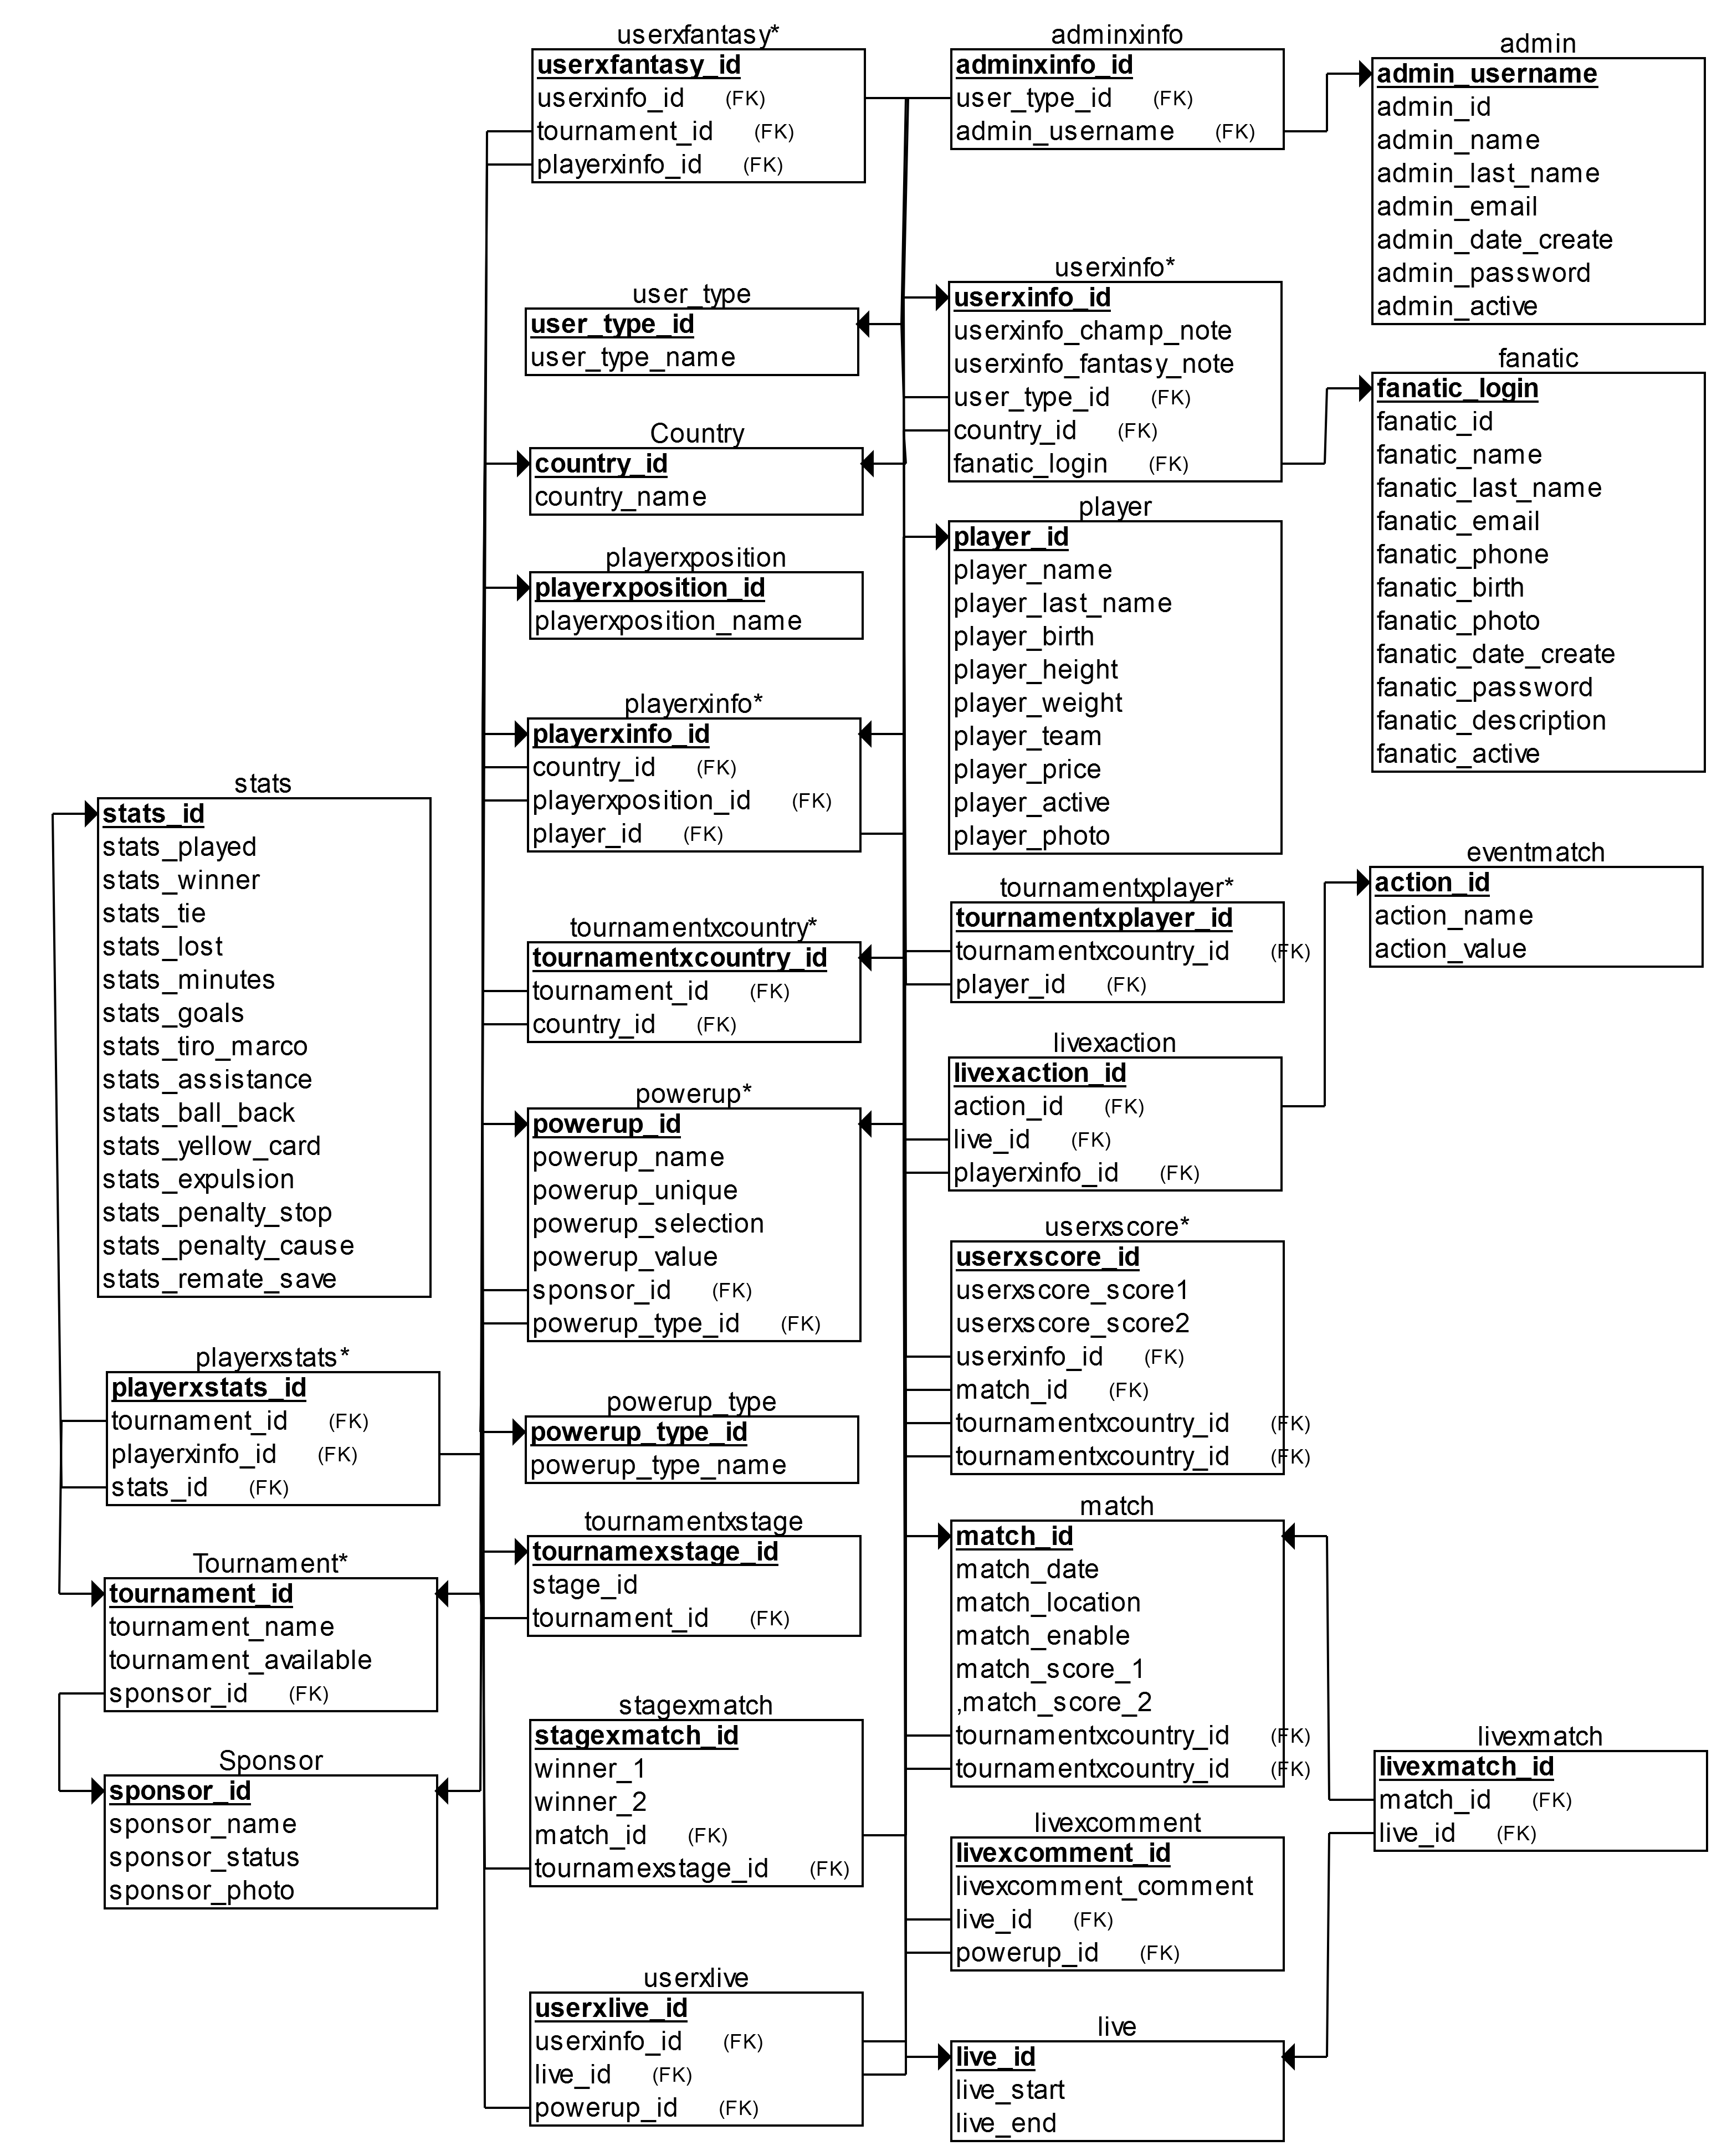 userxfantasy*
userxfantasy_id
userxinfo_id (FK)
tournament_id (FK)
playerxinfo_id (FK)
adminxinfo
adminxinfo_id
user_type_id (FK)
admin_username (FK)
admin
admin_username
admin_id
admin_name
admin_last_name
admin_email
admin_date_create
admin_password
admin_active
user_type
user_type_id
user_type_name
userxinfo*
userxinfo_id
userxinfo_champ_note
userxinfo_fantasy_note
user_type_id (FK)
country_id (FK)
fanatic_login (FK)
fanatic
fanatic_login
fanatic_id
fanatic_name
fanatic_last_name
fanatic_email
fanatic_phone
fanatic_birth
fanatic_photo
fanatic_date_create
fanatic_password
fanatic_description
fanatic_active
Country
country_id
country_name
playerxposition
playerxposition_id
playerxposition_name
player
player_id
player_name
player_last_name
player_birth
player_height
player_weight
player_team
player_price
player_active
player_photo
playerxinfo*
playerxinfo_id
country_id (FK)
playerxposition_id (FK)
player_id (FK)
stats
stats_id
stats_played
stats_winner
stats_tie
stats_lost
stats_minutes
stats_goals
stats_tiro_marco
stats_assistance
stats_ball_back
stats_yellow_card
stats_expulsion
stats_penalty_stop
stats_penalty_cause
stats_remate_save
tournamentxcountry*
tournamentxcountry_id
tournament_id (FK)
country_id (FK)
tournamentxplayer*
tournamentxplayer_id
tournamentxcountry_id (FK)
player_id (FK)
eventmatch
action_id
action_name
action_value
livexaction
livexaction_id
action_id (FK)
live_id (FK)
playerxinfo_id (FK)
powerup*
powerup_id
powerup_name
powerup_unique
powerup_selection
powerup_value
sponsor_id (FK)
powerup_type_id (FK)
userxscore*
userxscore_id
userxscore_score1
userxscore_score2
userxinfo_id (FK)
match_id (FK)
tournamentxcountry_id (FK)
tournamentxcountry_id (FK)
playerxstats*
playerxstats_id
tournament_id (FK)
playerxinfo_id (FK)
stats_id (FK)
powerup_type
powerup_type_id
powerup_type_name
tournamentxstage
tournamexstage_id
stage_id
tournament_id (FK)
match
match_id
match_date
match_location
match_enable
match_score_1
,match_score_2
tournamentxcountry_id (FK)
tournamentxcountry_id (FK)
Tournament*
tournament_id
tournament_name
tournament_available
sponsor_id (FK)
Sponsor
sponsor_id
sponsor_name
sponsor_status
sponsor_photo
stagexmatch
stagexmatch_id
winner_1
winner_2
match_id (FK)
tournamexstage_id (FK)
livexmatch
livexmatch_id
match_id (FK)
live_id (FK)
livexcomment
livexcomment_id
livexcomment_comment
live_id (FK)
powerup_id (FK)
userxlive
userxlive_id
userxinfo_id (FK)
live_id (FK)
powerup_id (FK)
live
live_id
live_start
live_end